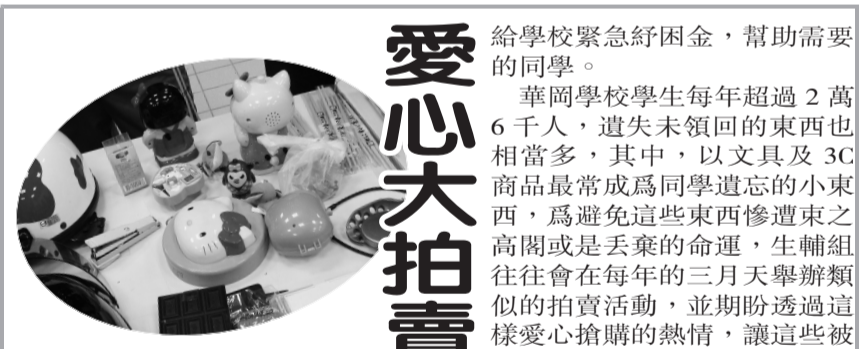 愛心大拍賣
給學校緊急紓困金，幫助需要
的同學。
華岡學校學生每年超過 2 萬
6 千人，遺失未領回的東西也
相當多，其中，以文具及 3C
商品最常成爲同學遺忘的小東
西，爲避免這些東西慘遭束之
高閣或是丟棄的命運，生輔組
往往會在每年的三月天舉辦類
似的拍賣活動，並期盼透過這
樣愛心搶購的熱情，讓這些被